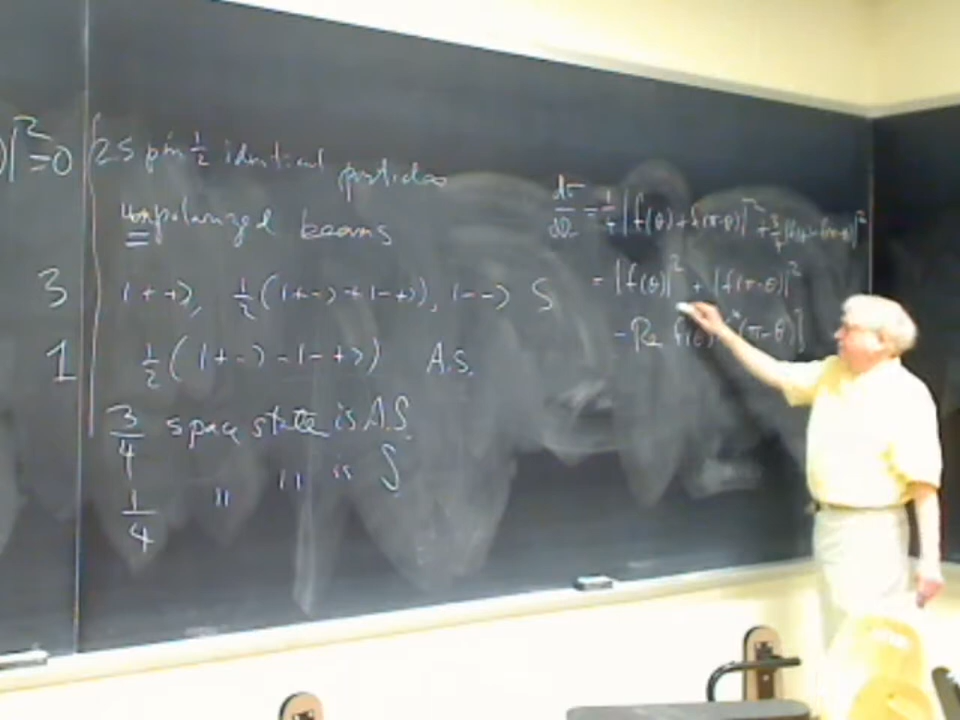 )|²=0
2 spin ½ identical particles
unpolarized beams
3 |++>, ½(|+-> + |-+>), |--> S
1 ½(|+-> - |-+>) A.S.
3/4 space state is A.S.
1/4 " " is S
dσ/dΩ = 1/4 |f(θ)+f(π-θ)|² + 3/4 |f(θ)-f(π-θ)|²
= |f(θ)|² + |f(π-θ)|²
- Re f(θ) *(π-θ)]